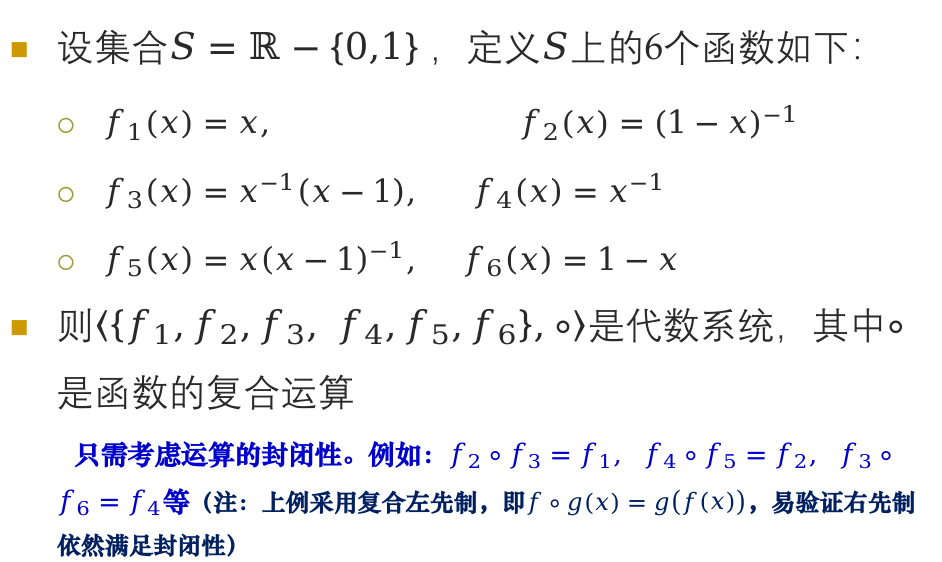 设集合S = ℝ − {0,1}，定义S上的6个函数如下：
f₁(x) = x, f₂(x) = (1 − x)⁻¹
f₃(x) = x⁻¹(x − 1), f₄(x) = x⁻¹
f₅(x) = x(x − 1)⁻¹, f₆(x) = 1 − x
则⟨{f₁, f₂, f₃, f₄, f₅, f₆}, ∘⟩是代数系统，其中∘
是函数的复合运算
只需考虑运算的封闭性。例如：f₂ ∘ f₃ = f₁, f₄ ∘ f₅ = f₂, f₃ ∘
f₆ = f₄等（注：上例采用复合左先制，即f ∘ g(x) = g(f(x))，易验证右先制
依然满足封闭性）